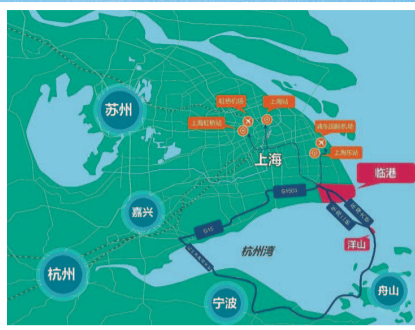 虹桥机场
上海站
苏州
上海虹桥站
浦东国际机场
上海东站
上海
临港
G1503
嘉兴
G15
洋山
杭州湾
杭州
舟山
宁波